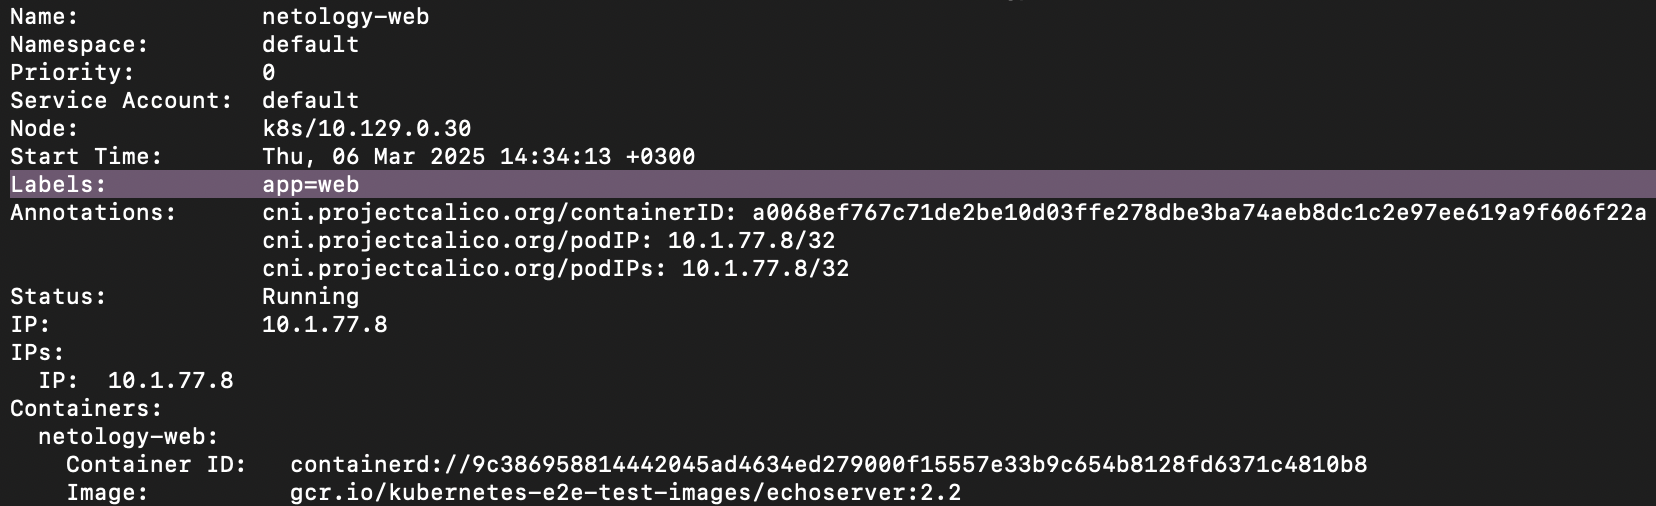 Name:             netology-web
Namespace:        default
Priority:         0
Service Account:  default
Node:             k8s/10.129.0.30
Start Time:       Thu, 06 Mar 2025 14:34:13 +0300
Labels:           app=web
Annotations:      cni.projectcalico.org/containerID: a0068ef767c71de2be10d03ffe278dbe3ba74aeb8dc1c2e97ee619a9f606f22a
                  cni.projectcalico.org/podIP: 10.1.77.8/32
                  cni.projectcalico.org/podIPs: 10.1.77.8/32
Status:           Running
IP:               10.1.77.8
IPs:
  IP:  10.1.77.8
Containers:
  netology-web:
    Container ID:   containerd://9c386958814442045ad4634ed279000f15557e33b9c654b8128fd6371c4810b8
    Image:          gcr.io/kubernetes-e2e-test-images/echoserver:2.2